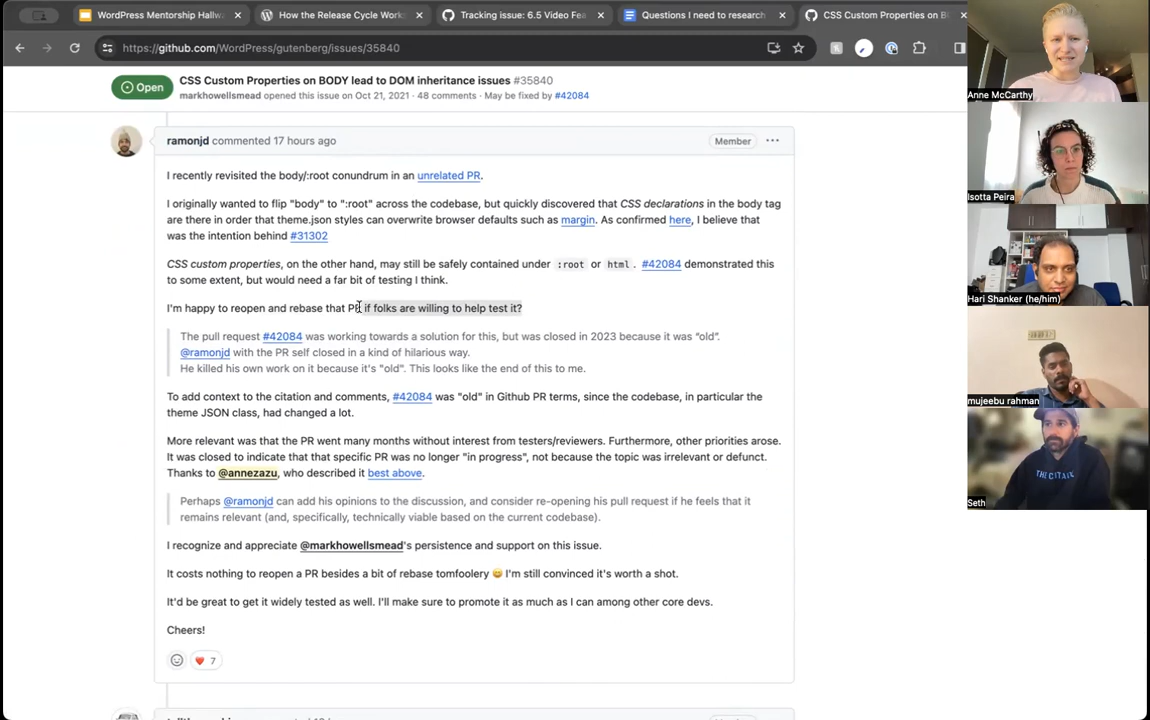 WordPress Mentorship Hallw
How the Release Cycle Work
Tracking issue: 6.5 Video Fea
Questions I need to research
CSS Custom Properties on B
https://github.com/WordPress/gutenberg/issues/35840
Open
CSS Custom Properties on BODY lead to DOM inheritance issues #35840
markhowellsmead opened this issue on Oct 21, 2021 · 48 comments · May be fixed by #42084
ramonjd commented 17 hours ago
Member
I recently revisited the body/:root conundrum in an unrelated PR.
I originally wanted to flip "body" to ":root" across the codebase, but quickly discovered that CSS declarations in the body tag
are there in order that theme.json styles can overwrite browser defaults such as margin. As confirmed here, I believe that
was the intention behind #31302
CSS custom properties, on the other hand, may still be safely contained under :root or html. #42084 demonstrated this
to some extent, but would need a far bit of testing I think.
I'm happy to reopen and rebase that PR if folks are willing to help test it?
The pull request #42084 was working towards a solution for this, but was closed in 2023 because it was “old”.
@ramonjd with the PR self closed in a kind of hilarious way.
He killed his own work on it because it's "old". This looks like the end of this to me.
To add context to the citation and comments, #42084 was "old" in Github PR terms, since the codebase, in particular the
theme JSON class, had changed a lot.
More relevant was that the PR went many months without interest from testers/reviewers. Furthermore, other priorities arose.
It was closed to indicate that that specific PR was no longer "in progress", not because the topic was irrelevant or defunct.
Thanks to @annezazu, who described it best above.
Perhaps @ramonjd can add his opinions to the discussion, and consider re-opening his pull request if he feels that it
remains relevant (and, specifically, technically viable based on the current codebase).
I recognize and appreciate @markhowellsmead's persistence and support on this issue.
It costs nothing to reopen a PR besides a bit of rebase tomfoolery 😄 I'm still convinced it's worth a shot.
It'd be great to get it widely tested as well. I'll make sure to promote it as much as I can among other core devs.
Cheers!
7
Anne McCarthy
Isotta Peira
Hari Shanker (he/him)
mujeebu rahman
THE CITADEL
Seth